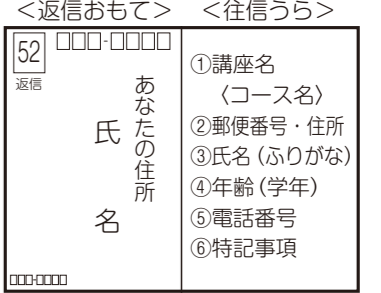 <返信おもて>
<往信うら>
52
返信
□□□-□□□□
あなたの住所
氏名
□□□-□□□□
①講座名
〈コース名〉
②郵便番号・住所
③氏名(ふりがな)
④年齢(学年)
⑤電話番号
⑥特記事項